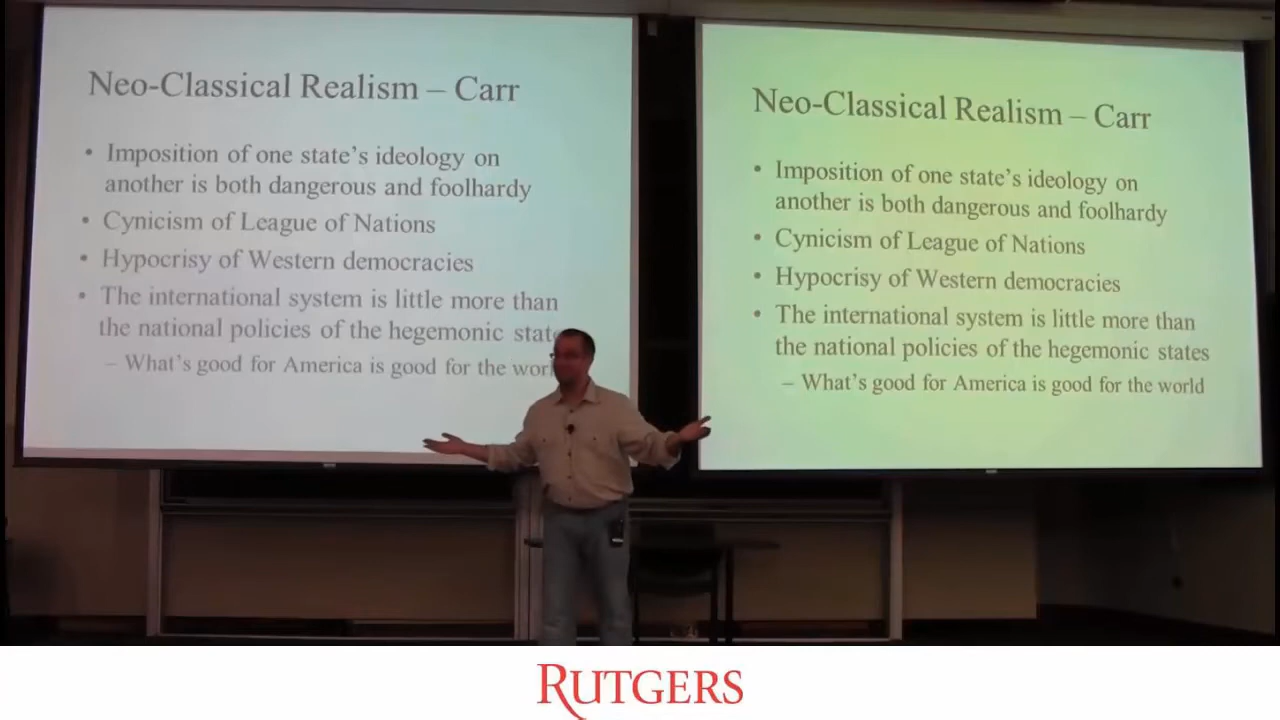 Neo-Classical Realism – Carr
• Imposition of one state's ideology on
another is both dangerous and foolhardy
• Cynicism of League of Nations
• Hypocrisy of Western democracies
• The international system is little more than
the national policies of the hegemonic stat
– What's good for America is good for the worl
Neo-Classical Realism – Carr
• Imposition of one state's ideology on
another is both dangerous and foolhardy
• Cynicism of League of Nations
• Hypocrisy of Western democracies
• The international system is little more than
the national policies of the hegemonic states
– What's good for America is good for the world
RUTGERS